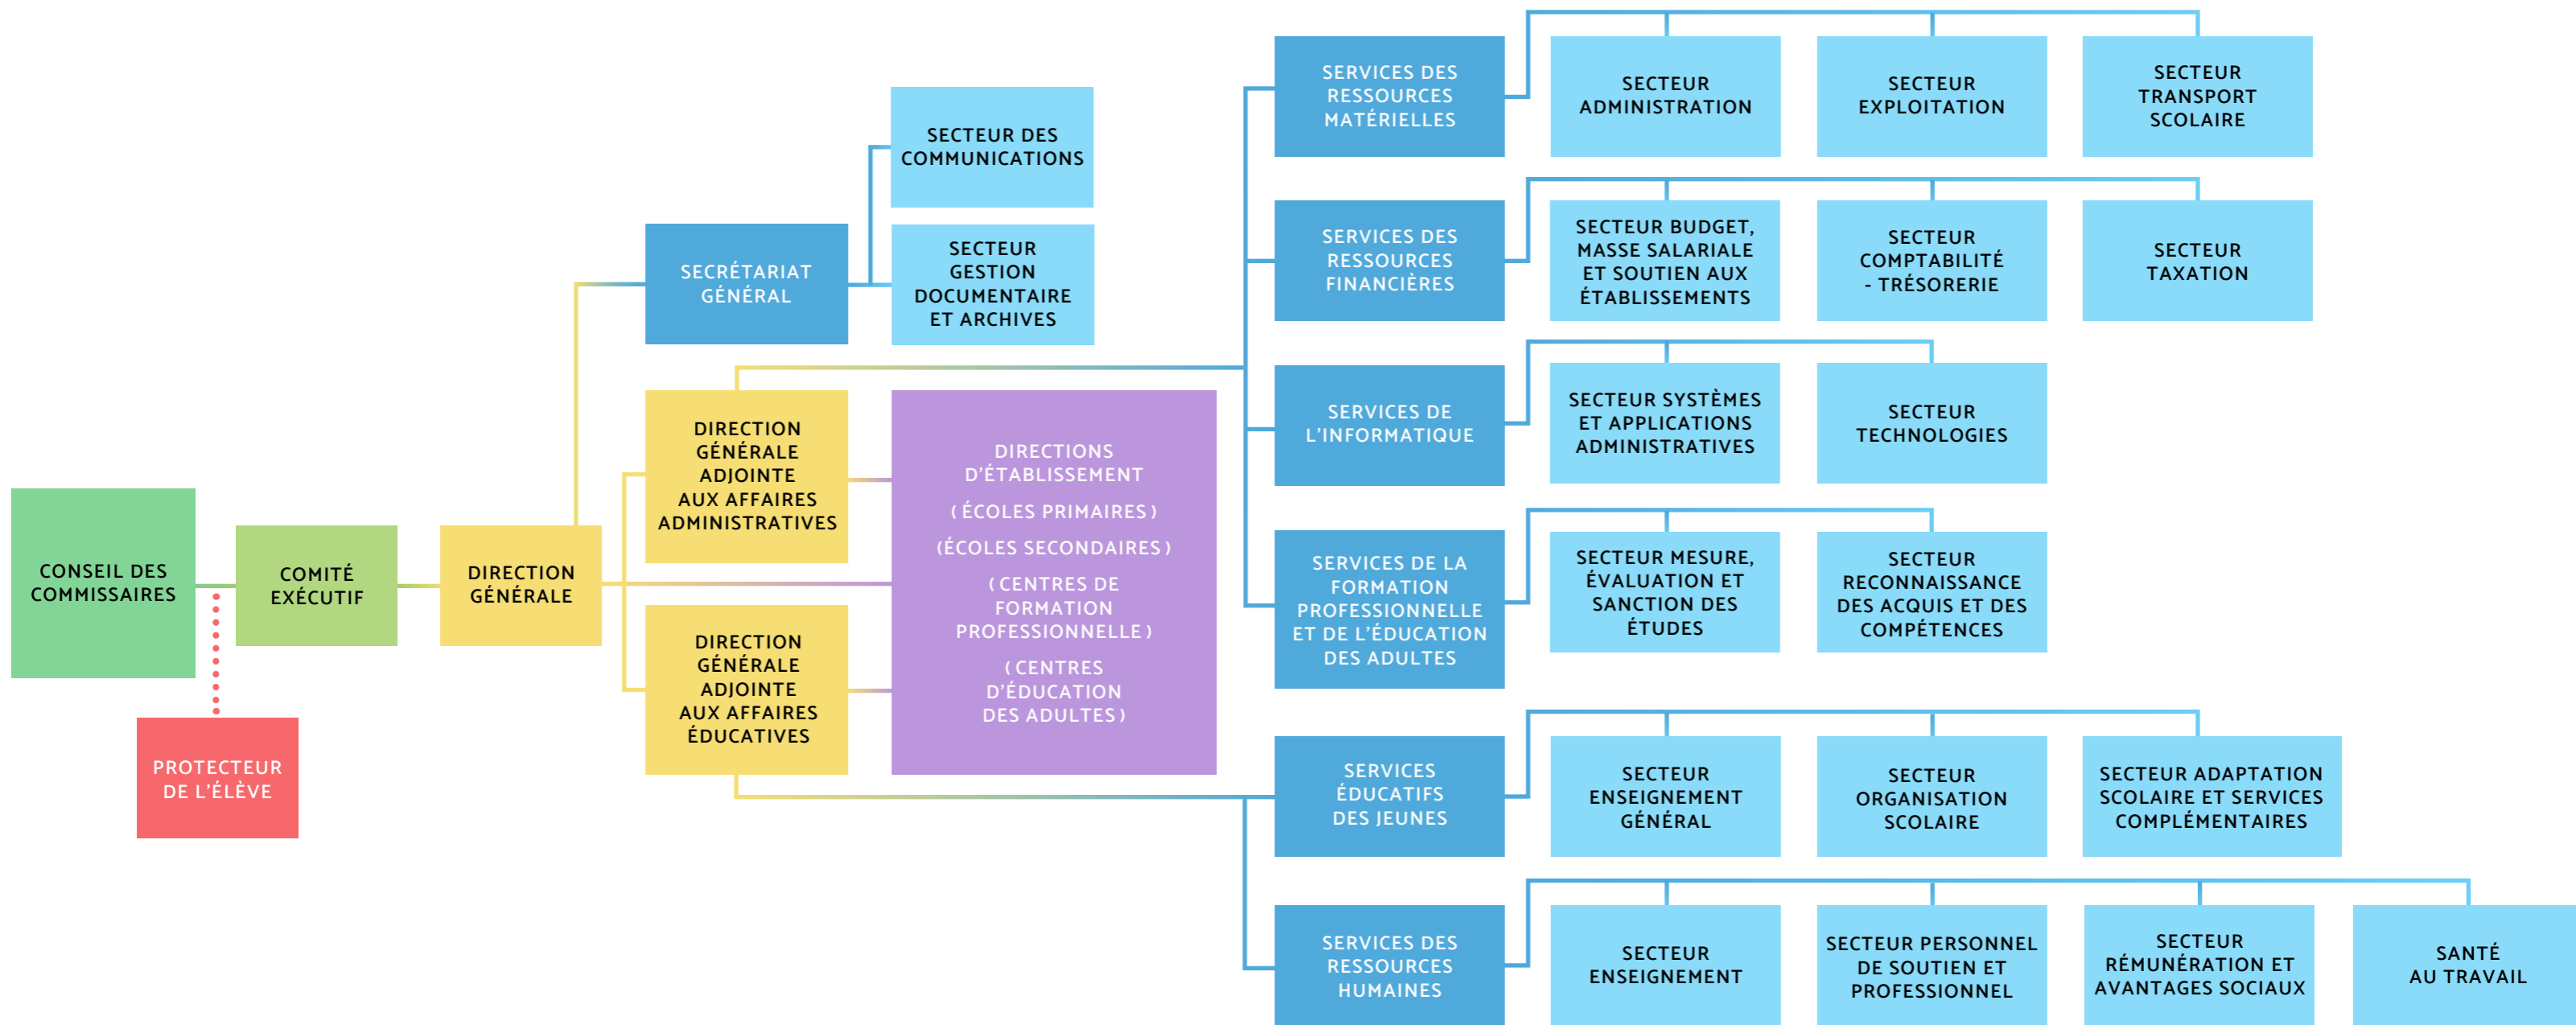 CONSEIL DES
COMMISSAIRES
PROTECTEUR
DE L'ÉLÈVE
COMITÉ
EXÉCUTIF
DIRECTION
GÉNÉRALE
SECRÉTARIAT
GÉNÉRAL
SECTEUR DES
COMMUNICATIONS
SECTEUR
GESTION
DOCUMENTAIRE
ET ARCHIVES
DIRECTION
GÉNÉRALE
ADJOINTE
AUX AFFAIRES
ADMINISTRATIVES
DIRECTION
GÉNÉRALE
ADJOINTE
AUX AFFAIRES
ÉDUCATIVES
DIRECTIONS
D'ÉTABLISSEMENT
( ÉCOLES PRIMAIRES )
(ÉCOLES SECONDAIRES )
( CENTRES DE
FORMATION
PROFESSIONNELLE )
( CENTRES
D'ÉDUCATION
DES ADULTES )
SERVICES DES
RESSOURCES
MATÉRIELLES
SECTEUR
ADMINISTRATION
SECTEUR
EXPLOITATION
SECTEUR
TRANSPORT
SCOLAIRE
SERVICES DES
RESSOURCES
FINANCIÈRES
SECTEUR BUDGET,
MASSE SALARIALE
ET SOUTIEN AUX
ÉTABLISSEMENTS
SECTEUR
COMPTABILITÉ
- TRÉSORERIE
SECTEUR
TAXATION
SERVICES DE
L'INFORMATIQUE
SECTEUR SYSTÈMES
ET APPLICATIONS
ADMINISTRATIVES
SECTEUR
TECHNOLOGIES
SERVICES DE LA
FORMATION
PROFESSIONNELLE
ET DE L'ÉDUCATION
DES ADULTES
SECTEUR MESURE,
ÉVALUATION ET
SANCTION DES
ÉTUDES
SECTEUR
RECONNAISSANCE
DES ACQUIS ET DES
COMPÉTENCES
SERVICES
ÉDUCATIFS
DES JEUNES
SECTEUR
ENSEIGNEMENT
GÉNÉRAL
SECTEUR
ORGANISATION
SCOLAIRE
SECTEUR ADAPTATION
SCOLAIRE ET SERVICES
COMPLÉMENTAIRES
SERVICES DES
RESSOURCES
HUMAINES
SECTEUR
ENSEIGNEMENT
SECTEUR PERSONNEL
DE SOUTIEN ET
PROFESSIONNEL
SECTEUR
RÉMUNÉRATION ET
AVANTAGES SOCIAUX
SANTÉ
AU TRAVAIL